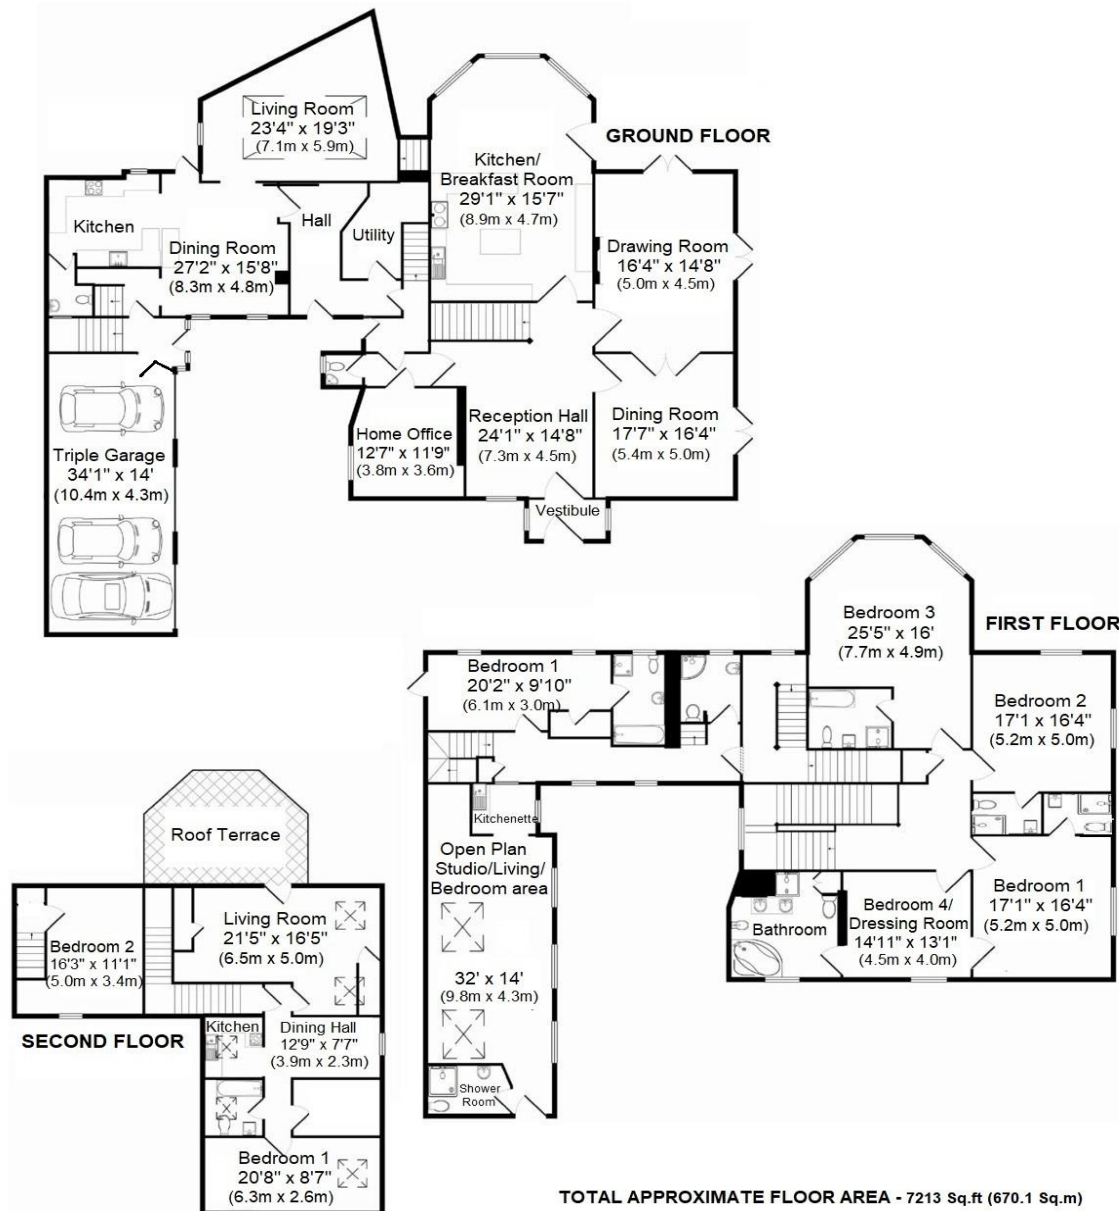 GROUND FLOOR
Living Room
23'4" x 19'3"
(7.1m x 5.9m)
Kitchen/
Breakfast Room
29'1" x 15'7"
(8.9m x 4.7m)
Kitchen
Hall
Utility
Dining Room
27'2" x 15'8"
(8.3m x 4.8m)
Drawing Room
16'4" x 14'8"
(5.0m x 4.5m)
Triple Garage
34'1" x 14'
(10.4m x 4.3m)
Home Office
12'7" x 11'9"
(3.8m x 3.6m)
Reception Hall
24'1" x 14'8"
(7.3m x 4.5m)
Dining Room
17'7" x 16'4"
(5.4m x 5.0m)
Vestibule
FIRST FLOOR
Bedroom 3
25'5" x 16'
(7.7m x 4.9m)
Bedroom 1
20'2" x 9'10"
(6.1m x 3.0m)
Bedroom 2
17'1 x 16'4"
(5.2m x 5.0m)
Kitchenette
Open Plan
Studio/Living/
Bedroom area
32' x 14'
(9.8m x 4.3m)
Shower
Room
Bathroom
Bedroom 4/
Dressing Room
14'11" x 13'1"
(4.5m x 4.0m)
Bedroom 1
17'1" x 16'4"
(5.2m x 5.0m)
Roof Terrace
Living Room
21'5" x 16'5"
(6.5m x 5.0m)
Bedroom 2
16'3" x 11'1"
(5.0m x 3.4m)
SECOND FLOOR
Kitchen
Dining Hall
12'9" x 7'7"
(3.9m x 2.3m)
Bedroom 1
20'8" x 8'7"
(6.3m x 2.6m)
TOTAL APPROXIMATE FLOOR AREA - 7213 Sq.ft (670.1 Sq.m)